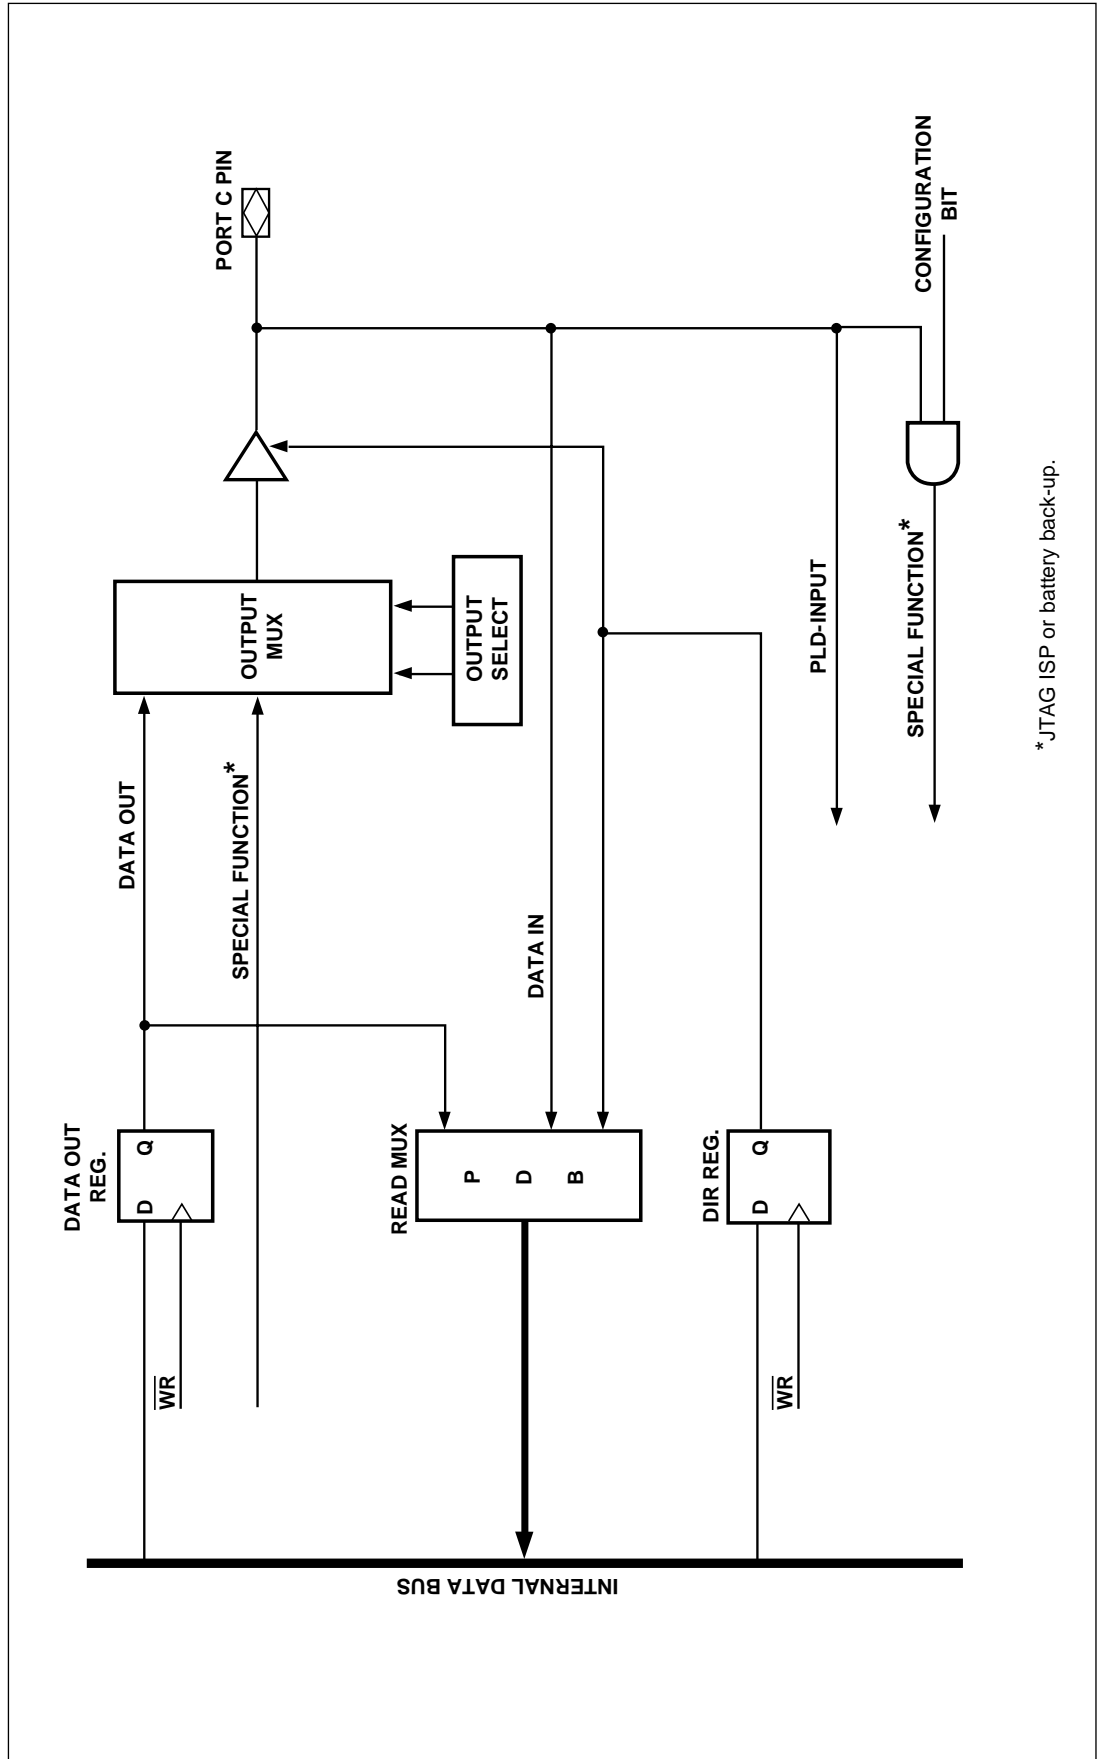 DATA OUT
REG.
D
Q
WR
DATA OUT
SPECIAL FUNCTION*
OUTPUT
MUX
PORT C PIN
OUTPUT
SELECT
READ MUX
P
D
B
DATA IN
INTERNAL DATA BUS
DIR REG.
D
Q
WR
PLD-INPUT
SPECIAL FUNCTION*
CONFIGURATION
BIT
*JTAG ISP or battery back-up.